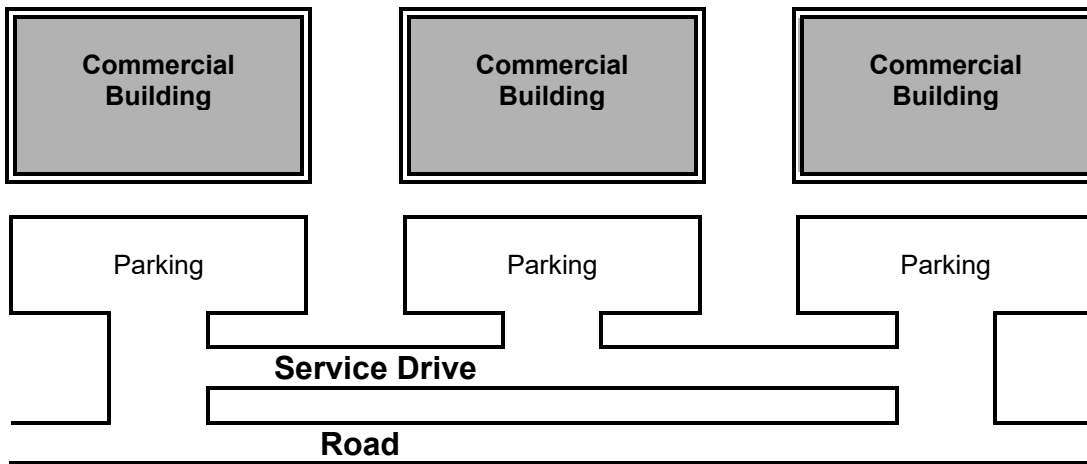 Commercial
Building
Commercial
Building
Commercial
Building
Parking
Parking
Parking
Service Drive
Road